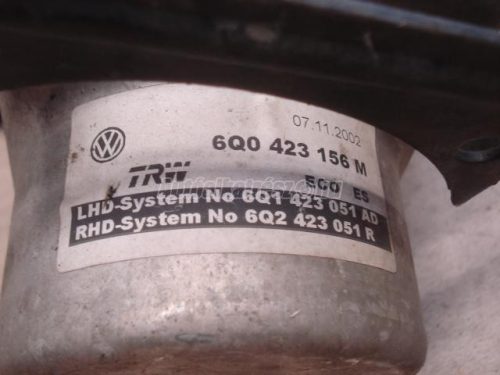 07.11.2002
6Q0 423 156 M
TRW
ECO ES
LHD-System No 6Q1 423 051 AD
RHD-System No 6Q2 423 051 R